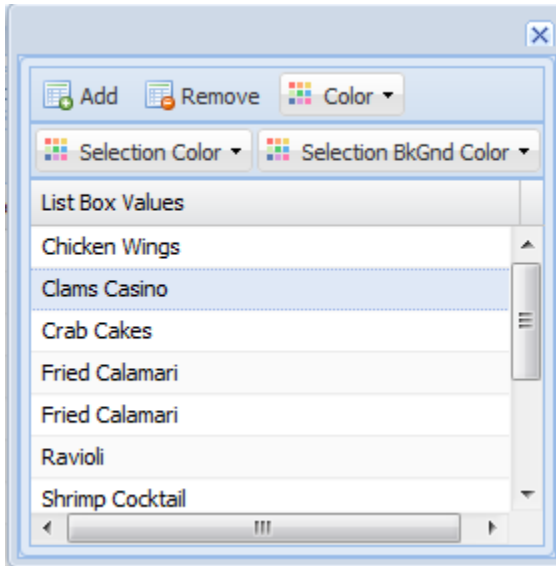 Add Remove Color
Selection Color Selection BkGnd Color
List Box Values
Chicken Wings
Clams Casino
Crab Cakes
Fried Calamari
Fried Calamari
Ravioli
Shrimp Cocktail